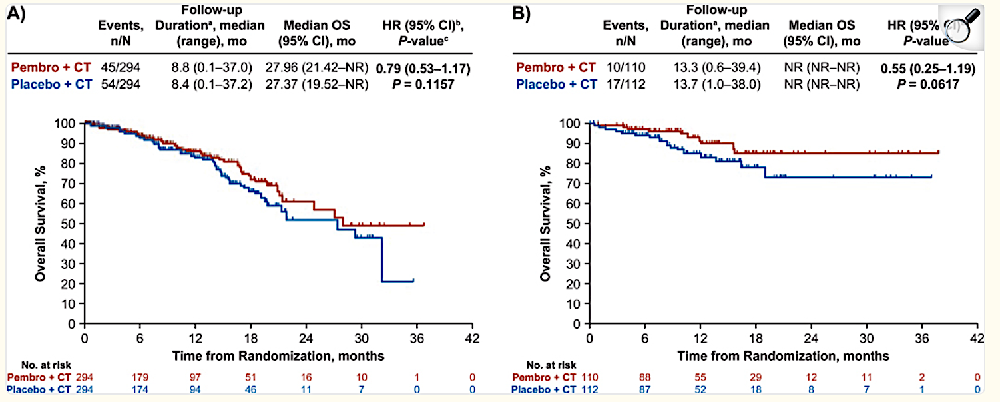 A)
Follow-up
Events, Durationᵃ, median Median OS HR (95% CI)ᵇ,
n/N (range), mo (95% CI), mo P-valueᶜ
Pembro + CT 45/294 8.8 (0.1–37.0) 27.96 (21.42–NR) 0.79 (0.53–1.17)
Placebo + CT 54/294 8.4 (0.1–37.2) 27.37 (19.52–NR) P = 0.1157
Overall Survival, %
100
90
80
70
60
50
40
30
20
10
0
0 6 12 18 24 30 36 42
Time from Randomization, months
No. at risk
Pembro + CT 294 179 97 51 16 10 1 0
Placebo + CT 294 174 94 46 11 7 0 0
B)
Follow-up
Events, Durationᵃ, median Median OS HR (95% CI)
n/N (range), mo (95% CI), mo P-value
Pembro + CT 10/110 13.3 (0.6–39.4) NR (NR–NR) 0.55 (0.25–1.19)
Placebo + CT 17/112 13.7 (1.0–38.0) NR (NR–NR) P = 0.0617
Overall Survival, %
100
90
80
70
60
50
40
30
20
10
0
0 6 12 18 24 30 36 42
Time from Randomization, months
No. at risk
Pembro + CT 110 88 55 29 12 11 2 0
Placebo + CT 112 87 52 18 8 7 1 0